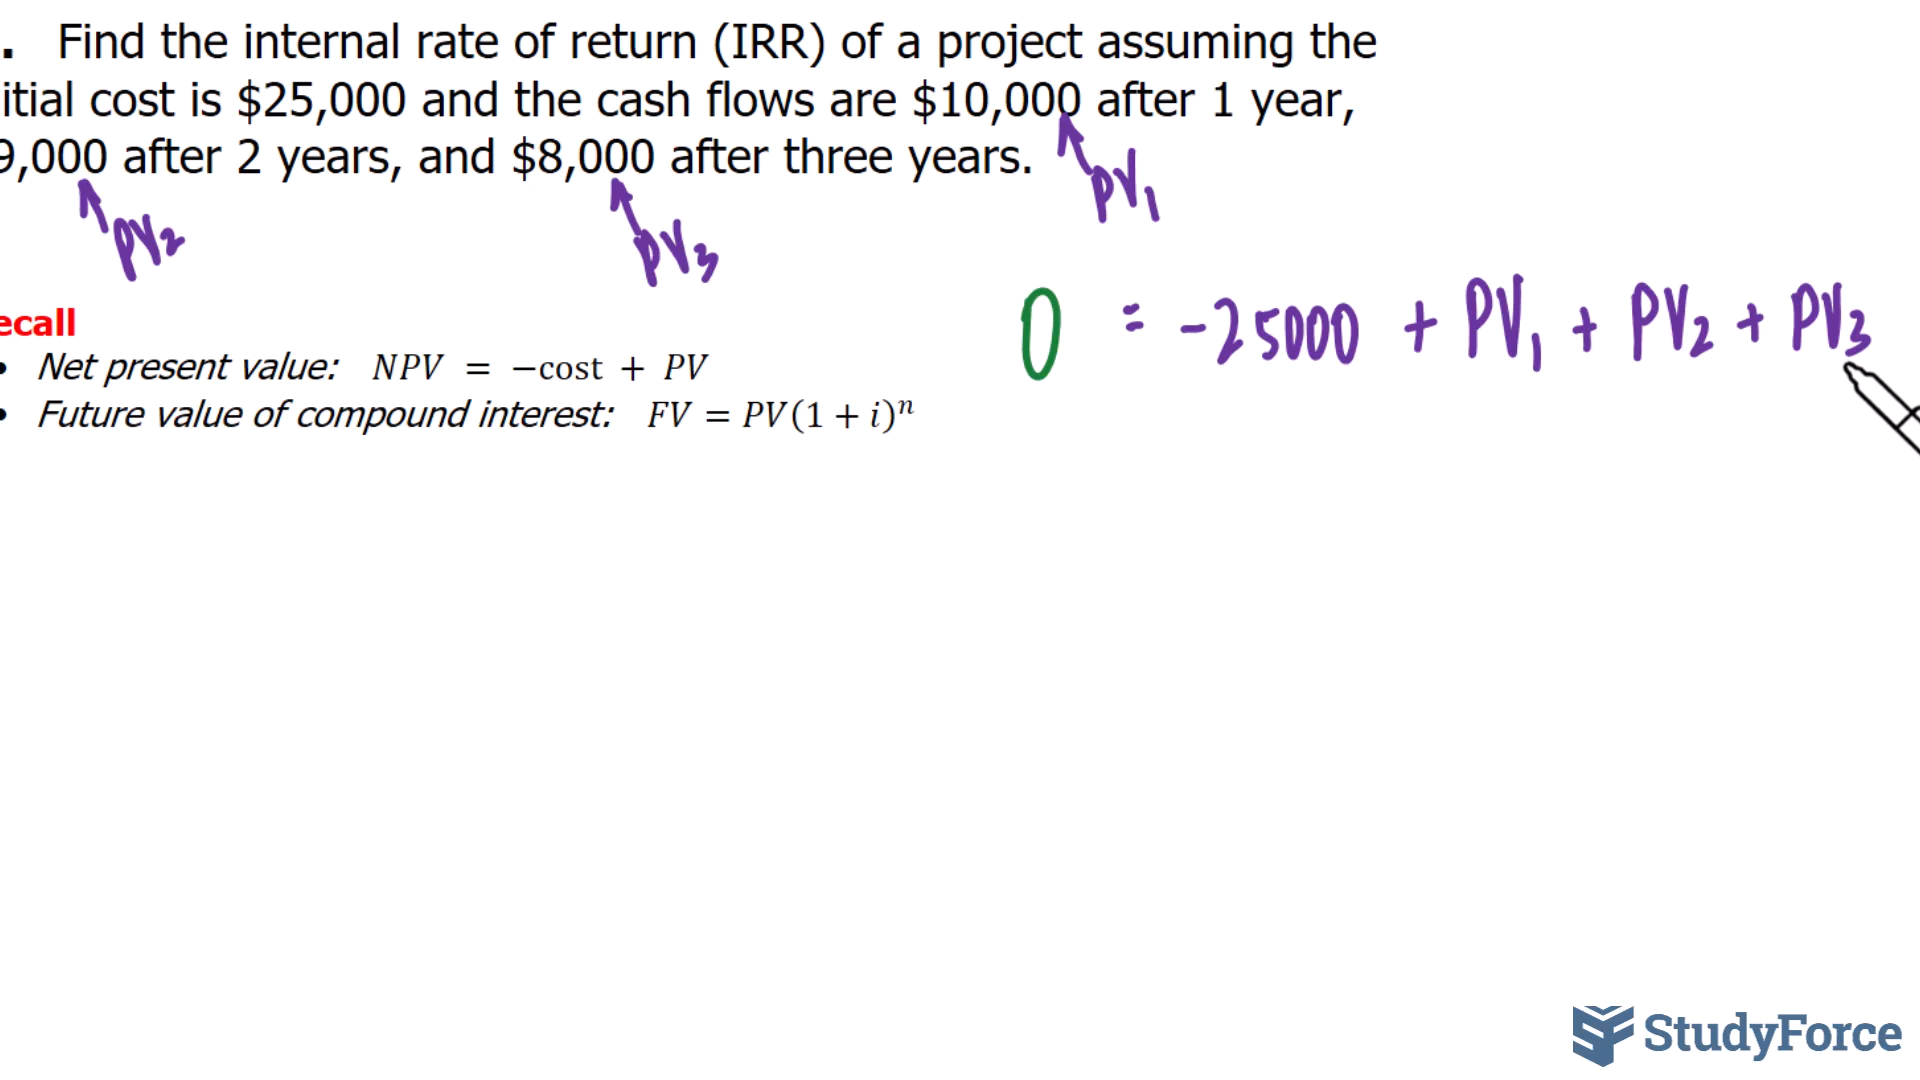 . Find the internal rate of return (IRR) of a project assuming the
itial cost is $25,000 and the cash flows are $10,000 after 1 year,
9,000 after 2 years, and $8,000 after three years.
PV₁
PV₂
PV₃
0 = -25000 + PV₁ + PV₂ + PV₃
ecall
• Net present value: NPV = −cost + PV
• Future value of compound interest: FV = PV(1 + i)ⁿ
StudyForce